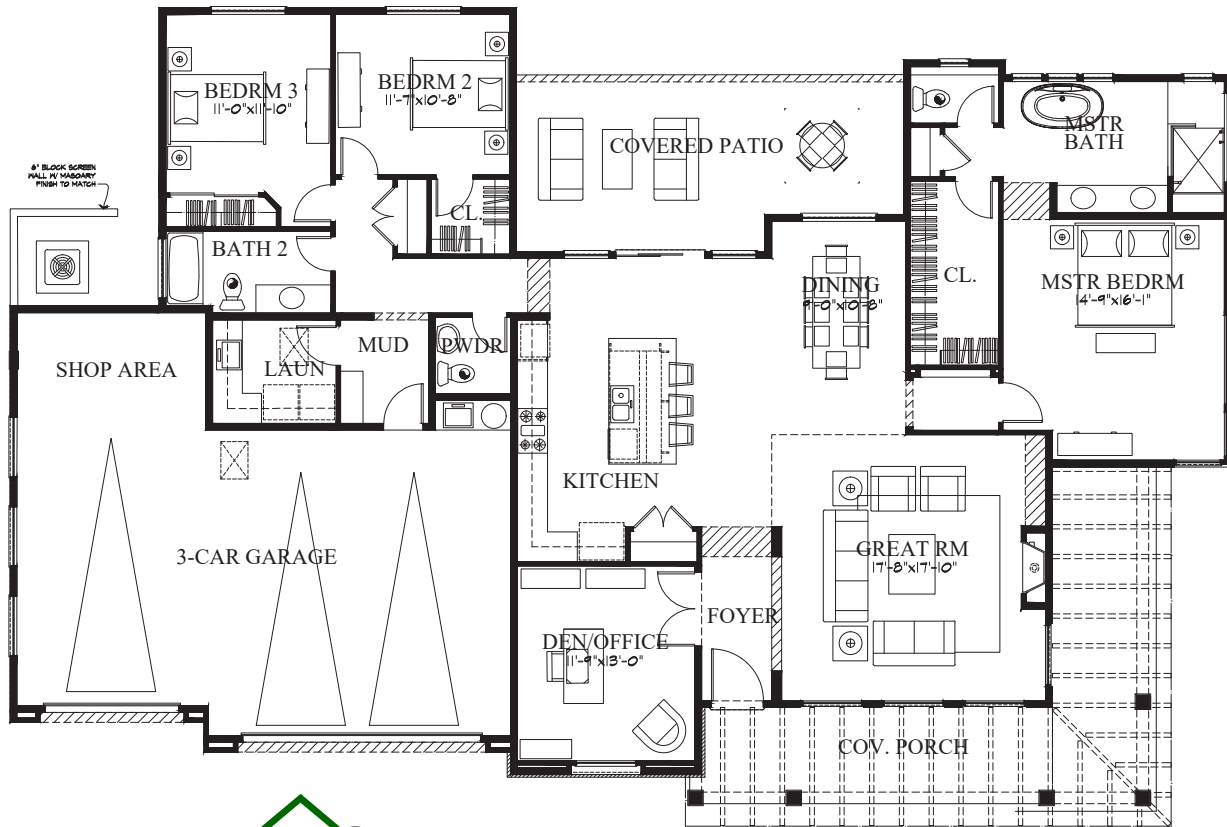 BEDRM 3
11'-0"x11'-10"
BEDRM 2
11'-7"x10'-8"
COVERED PATIO
MSTR
BATH
6" BLOCK SCREEN
WALL W/ MASOARY
FINISH TO MATCH
CL.
BATH 2
CL.
MSTR BEDRM
14'-9"x16'-1"
DINING
9'-0"x10'-8"
SHOP AREA
LAUN
MUD
PWDR
KITCHEN
3-CAR GARAGE
GREAT RM
17'-8"x17'-10"
DEN/OFFICE
11'-9"x13'-0"
FOYER
COV. PORCH